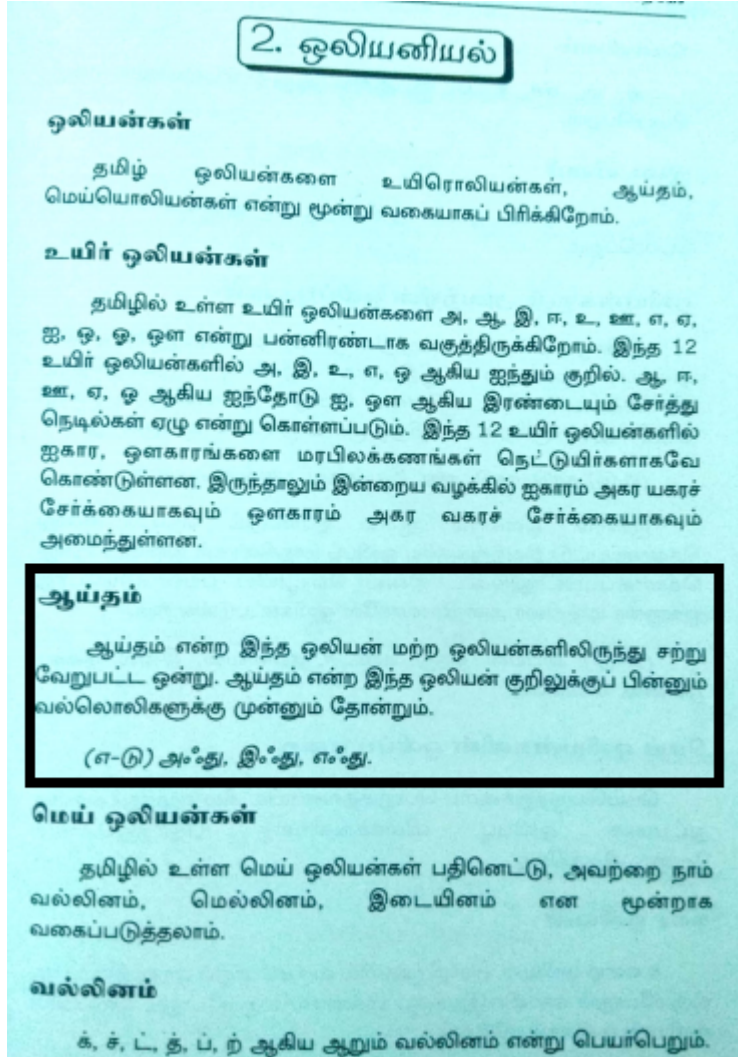 2. ஒலியனியல்
ஒலியன்கள்
தமிழ் ஒலியன்களை உயிரொலியன்கள், ஆய்தம்,
மெய்யொலியன்கள் என்று மூன்று வகையாகப் பிரிக்கிறோம்.
உயிர் ஒலியன்கள்
தமிழில் உள்ள உயிர் ஒலியன்களை அ, ஆ, இ, ஈ, உ, ஊ, எ, ஏ,
ஐ, ஒ, ஓ, ஔ என்று பன்னிரண்டாக வகுத்திருக்கிறோம். இந்த 12
உயிர் ஒலியன்களில் அ, இ, உ, எ, ஒ ஆகிய ஐந்தும் குறில். ஆ, ஈ,
ஊ, ஏ, ஓ ஆகிய ஐந்தோடு ஐ, ஔ ஆகிய இரண்டையும் சேர்த்து
நெடில்கள் ஏழு என்று கொள்ளப்படும். இந்த 12 உயிர் ஒலியன்களில்
ஐகார, ஔகாரங்களை மரபிலக்கணங்கள் நெட்டுயிர்களாகவே
கொண்டுள்ளன. இருந்தாலும் இன்றைய வழக்கில் ஐகாரம் அகர யகரச்
சேர்க்கையாகவும் ஔகாரம் அகர வகரச் சேர்க்கையாகவும்
அமைந்துள்ளன.
ஆய்தம்
ஆய்தம் என்ற இந்த ஒலியன் மற்ற ஒலியன்களிலிருந்து சற்று
வேறுபட்ட ஒன்று. ஆய்தம் என்ற இந்த ஒலியன் குறிலுக்குப் பின்னும்
வல்லொலிகளுக்கு முன்னும் தோன்றும்.
(எ-டு) அஃது, இஃது, எஃது.
மெய் ஒலியன்கள்
தமிழில் உள்ள மெய் ஒலியன்கள் பதினெட்டு, அவற்றை நாம்
வல்லினம், மெல்லினம், இடையினம் என மூன்றாக
வகைப்படுத்தலாம்.
வல்லினம்
க், ச், ட், த், ப், ற் ஆகிய ஆறும் வல்லினம் என்று பெயர்பெறும்.